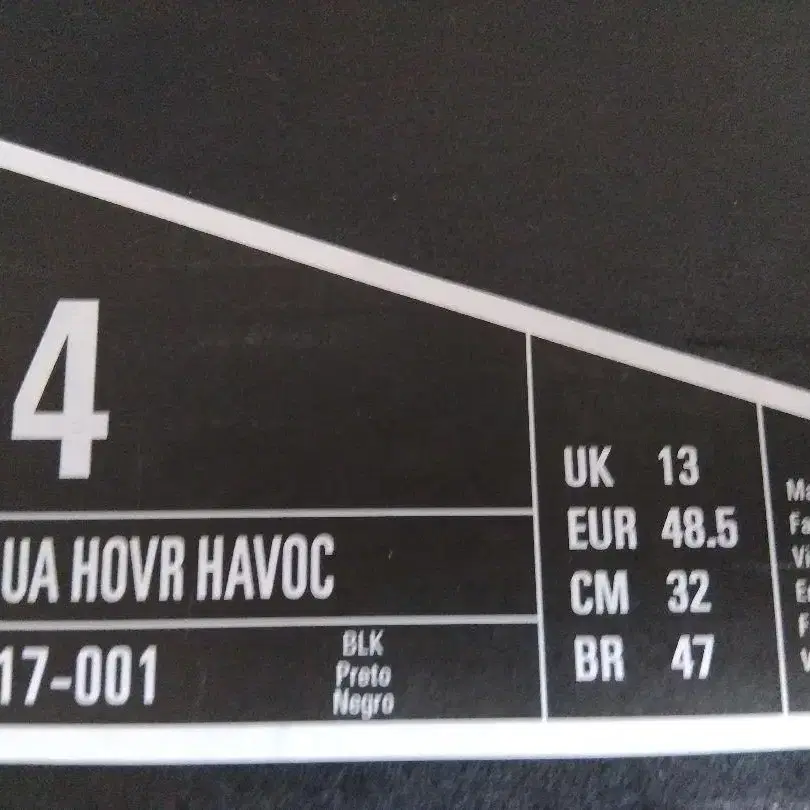 4
UA HOVR HAVOC
17-001
BLK
Preto
Negro
UK 13
EUR 48.5
CM 32
BR 47